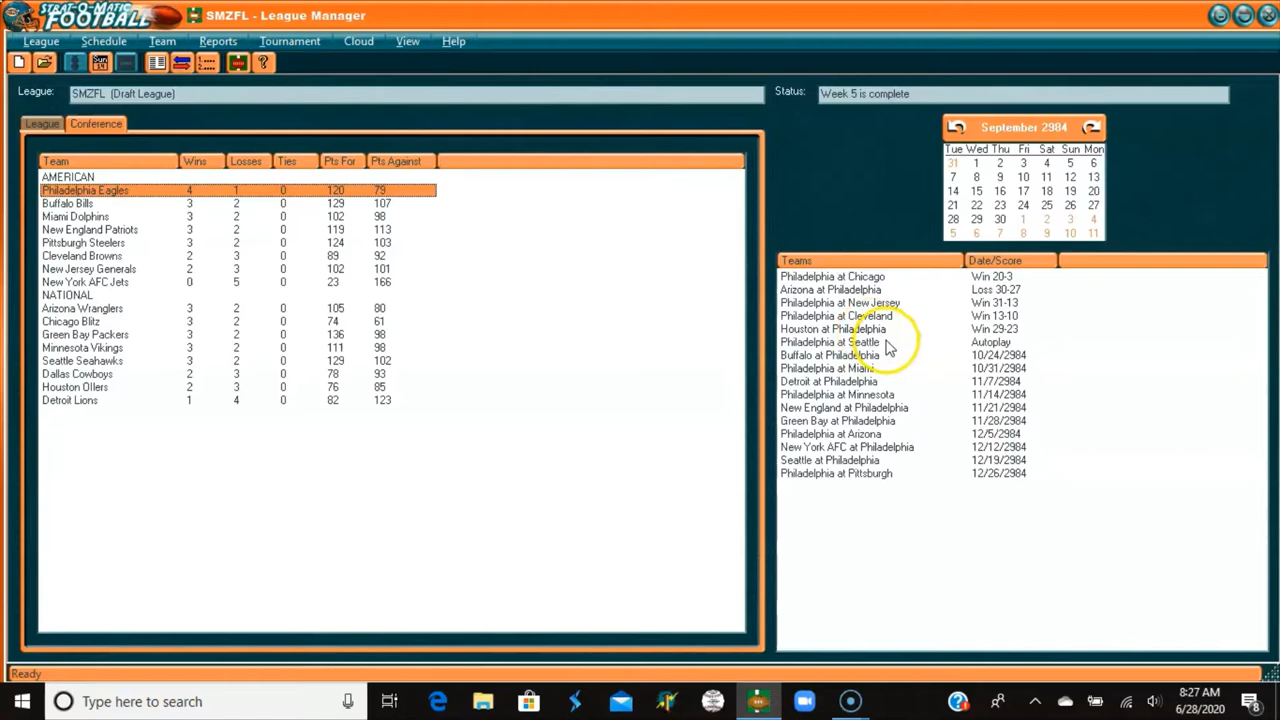 STRAT-O-MATIC FOOTBALL SMZFL - League Manager
League Schedule Team Reports Tournament Cloud View Help
League: SMZFL (Draft League) Status: Week 5 is complete
League Conference
September 2984
Tue Wed Thu Fri Sat Sun Mon
31 1 2 3 4 5 6
7 8 9 10 11 12 13
14 15 16 17 18 19 20
21 22 23 24 25 26 27
28 29 30 1 2 3 4
5 6 7 8 9 10 11
Team Wins Losses Ties Pts For Pts Against
AMERICAN
Philadelphia Eagles 4 1 0 120 79
Buffalo Bills 3 2 0 129 107
Miami Dolphins 3 2 0 102 98
New England Patriots 3 2 0 119 113
Pittsburgh Steelers 3 2 0 124 103
Cleveland Browns 2 3 0 89 92
New Jersey Generals 2 3 0 102 101
New York AFC Jets 0 5 0 23 166
NATIONAL
Arizona Wranglers 3 2 0 105 80
Chicago Blitz 3 2 0 74 61
Green Bay Packers 3 2 0 136 98
Minnesota Vikings 3 2 0 111 98
Seattle Seahawks 3 2 0 129 102
Dallas Cowboys 2 3 0 78 93
Houston Oilers 2 3 0 76 85
Detroit Lions 1 4 0 82 123
Teams Date/Score
Philadelphia at Chicago Win 20-3
Arizona at Philadelphia Loss 30-27
Philadelphia at New Jersey Win 31-13
Philadelphia at Cleveland Win 13-10
Houston at Philadelphia Win 29-23
Philadelphia at Seattle Autoplay
Buffalo at Philadelphia 10/24/2984
Philadelphia at Miami 10/31/2984
Detroit at Philadelphia 11/7/2984
Philadelphia at Minnesota 11/14/2984
New England at Philadelphia 11/21/2984
Green Bay at Philadelphia 11/28/2984
Philadelphia at Arizona 12/5/2984
New York AFC at Philadelphia 12/12/2984
Seattle at Philadelphia 12/19/2984
Philadelphia at Pittsburgh 12/26/2984
Ready
Type here to search
8:27 AM
6/28/2020
8